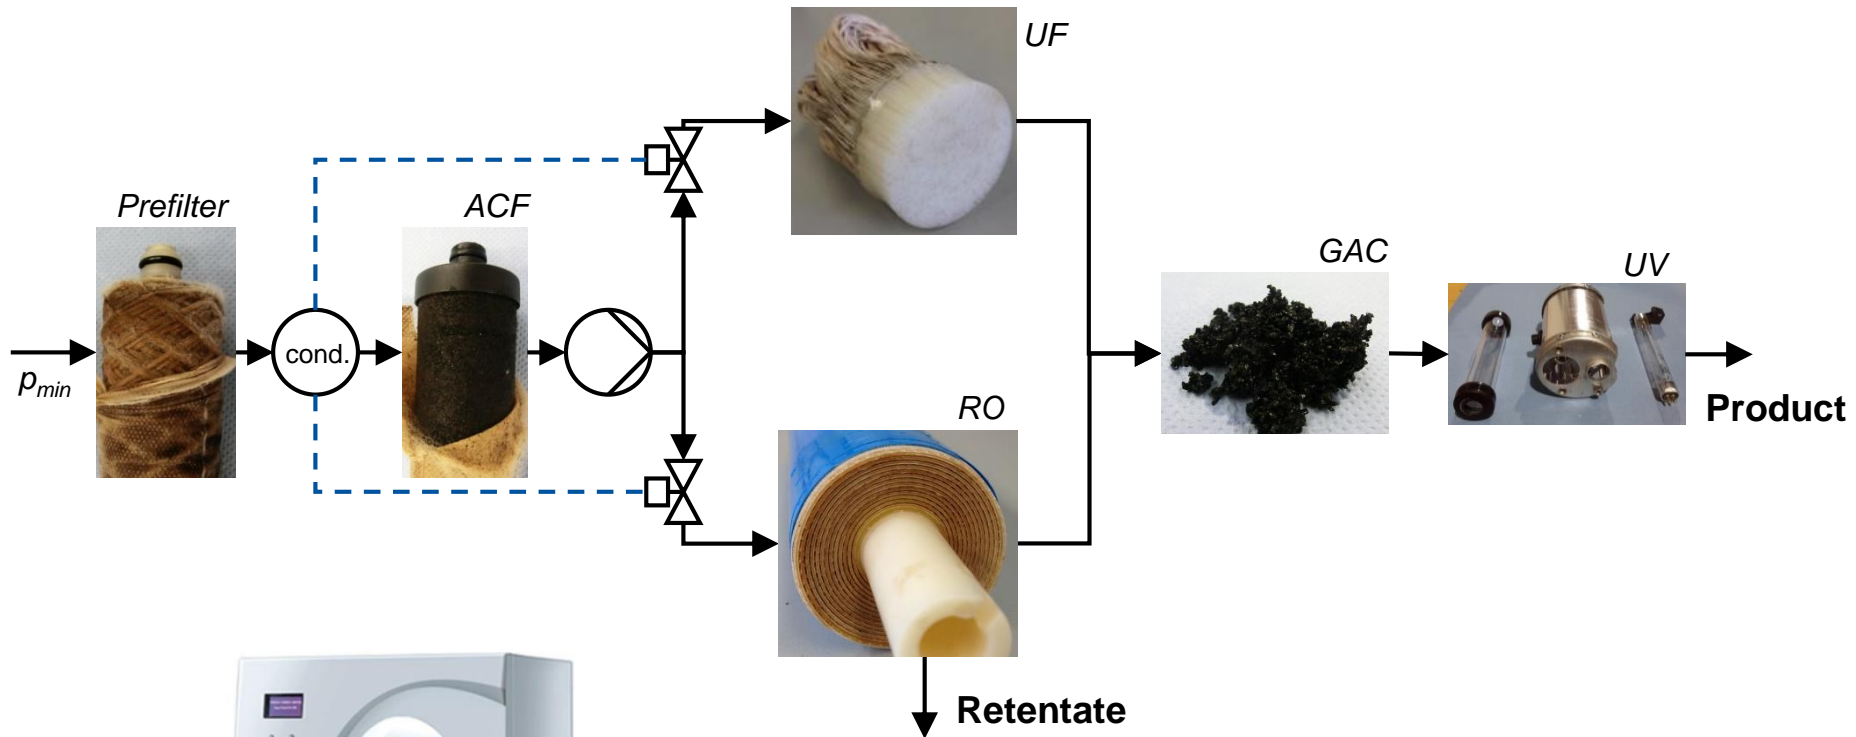 UF
Prefilter
ACF
cond.
p_min
GAC
UV
RO
Product
Retentate